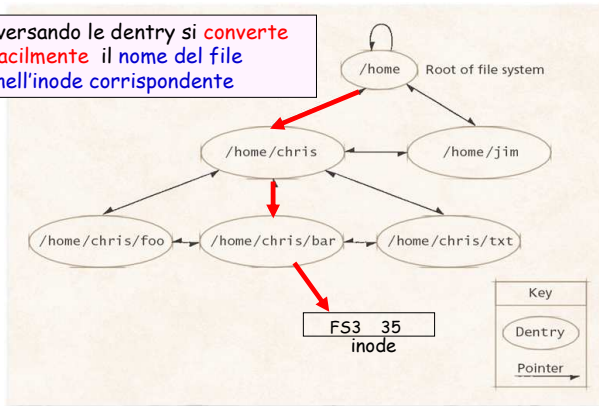 versando le dentry si converte
facilmente il nome del file
nell'inode corrispondente
/home
Root of file system
/home/chris
/home/jim
/home/chris/foo
/home/chris/bar
/home/chris/txt
FS3 35
inode
Key
Dentry
Pointer